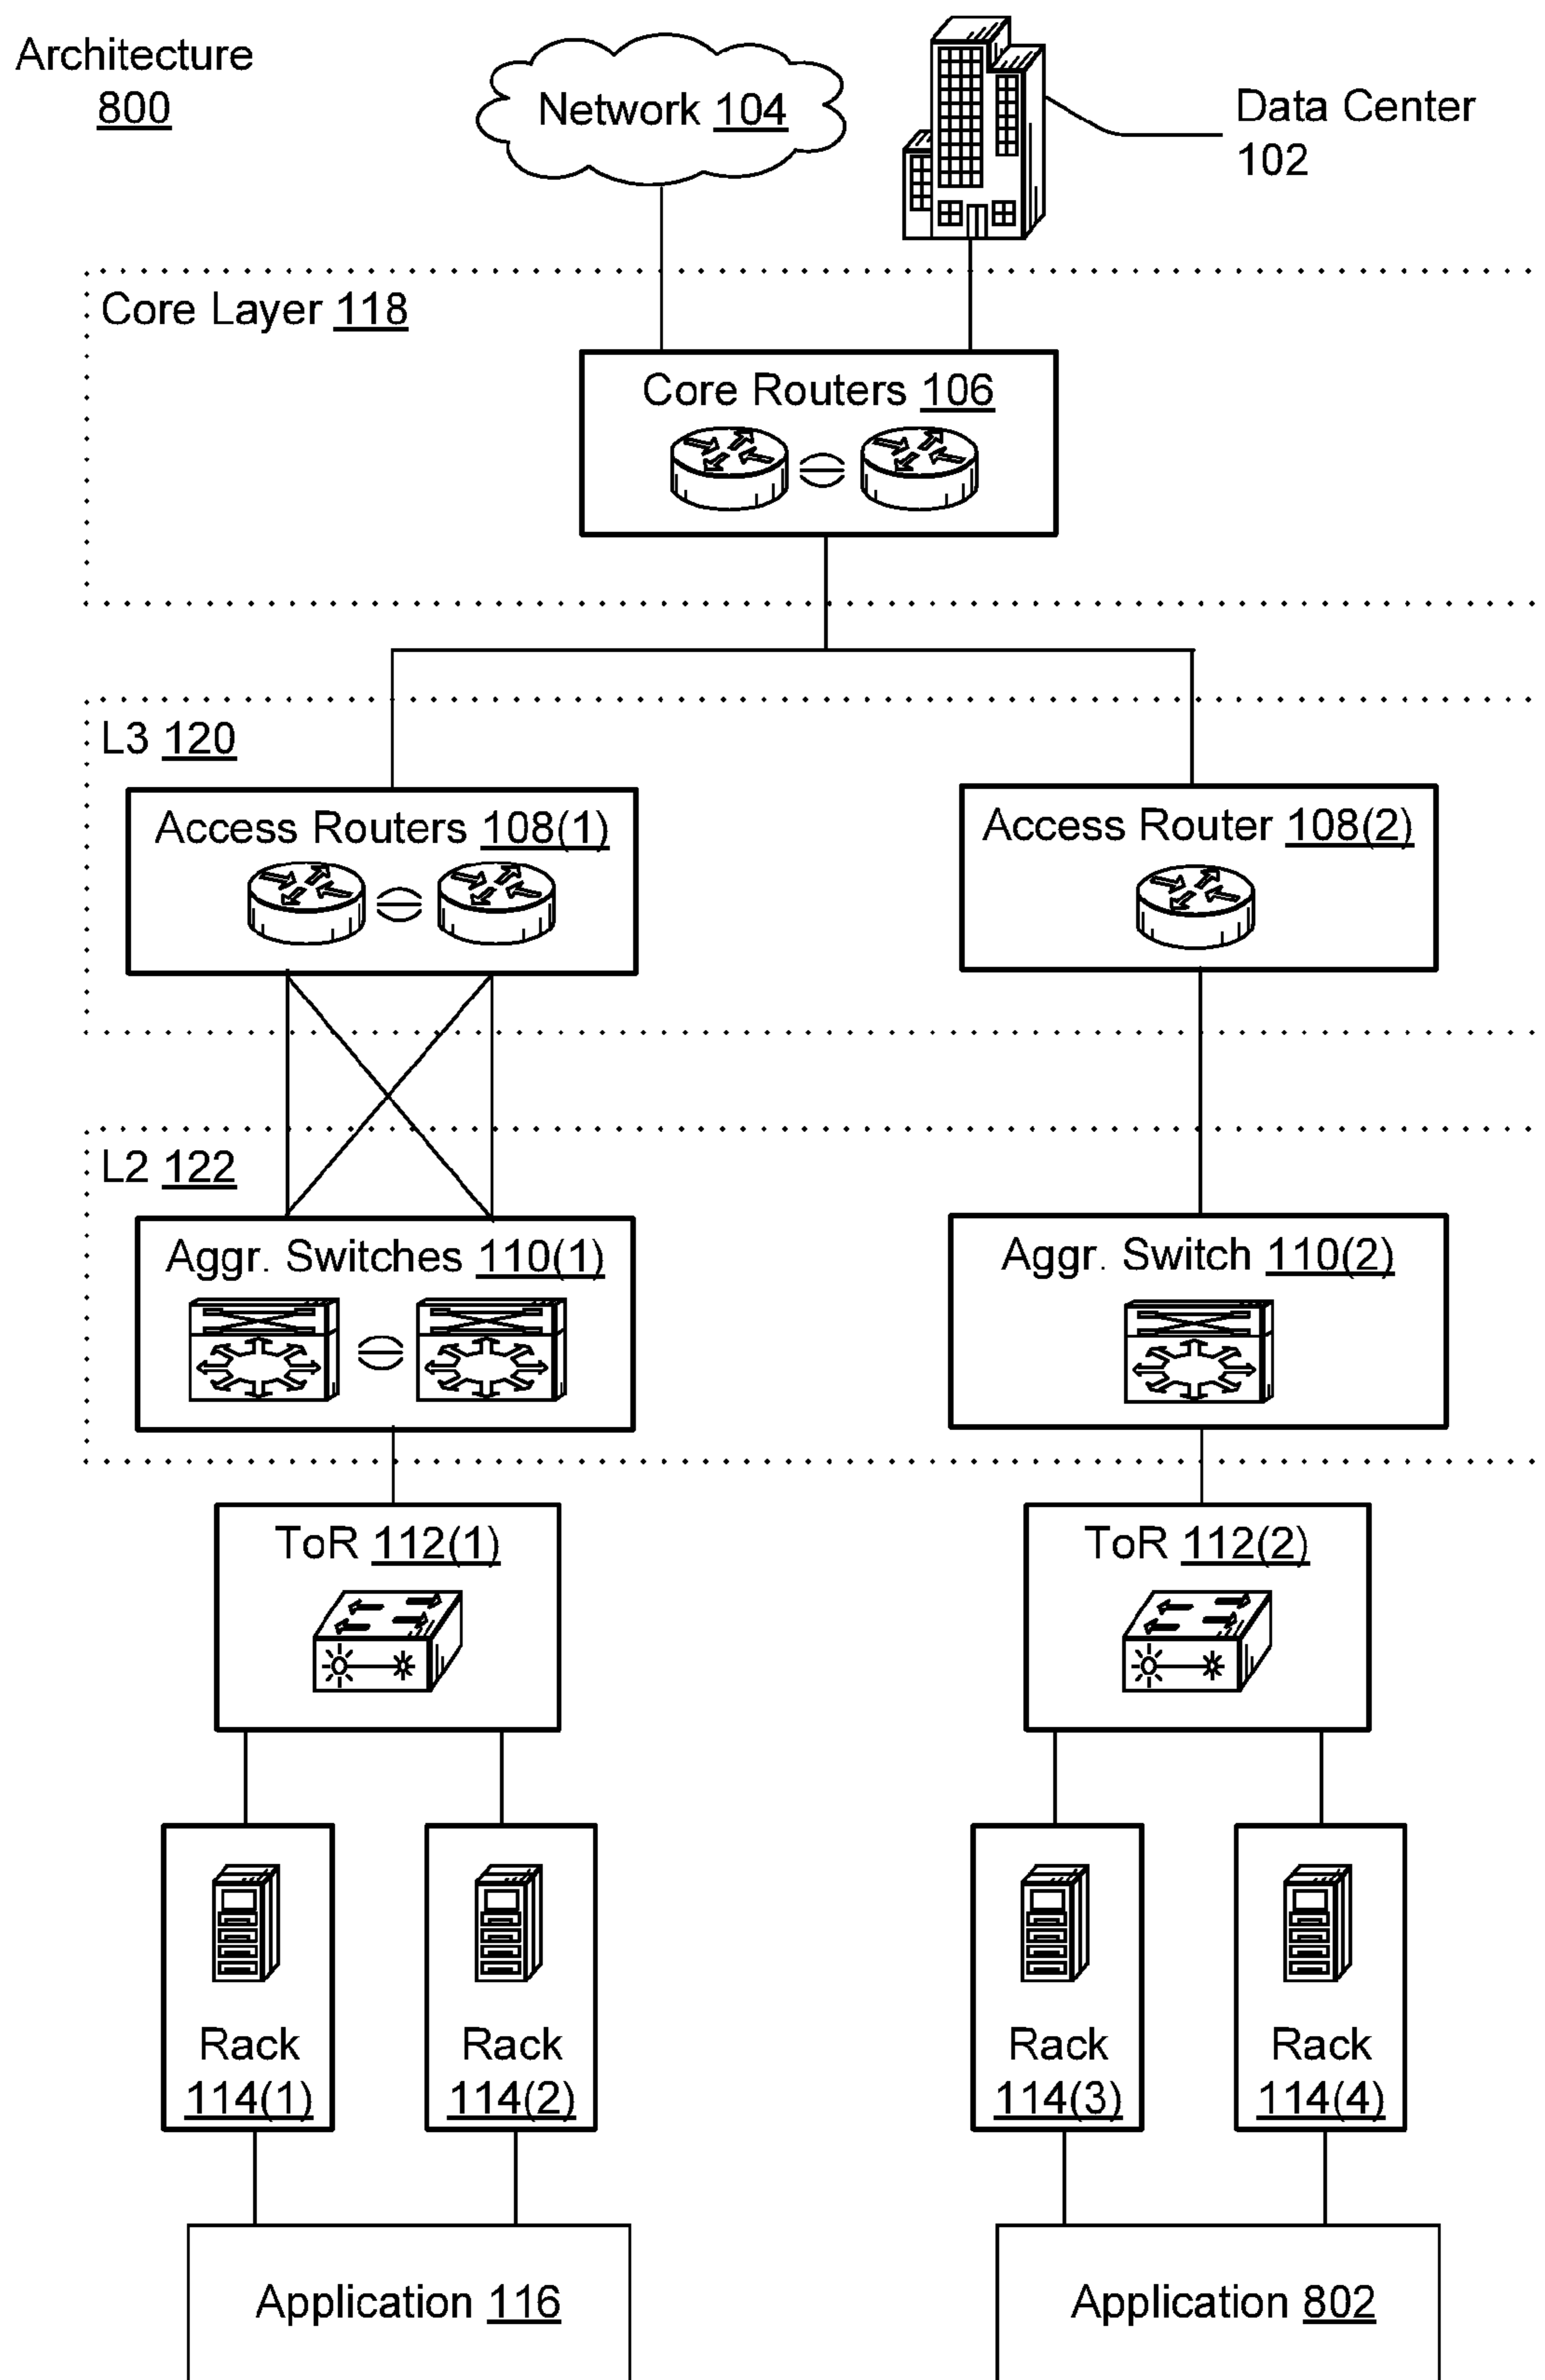 Architecture
800
Network 104
Data Center
102
Core Layer 118
Core Routers 106
L3 120
Access Routers 108(1)
Access Router 108(2)
L2 122
Aggr. Switches 110(1)
Aggr. Switch 110(2)
ToR 112(1)
ToR 112(2)
Rack
114(1)
Rack
114(2)
Rack
114(3)
Rack
114(4)
Application 116
Application 802